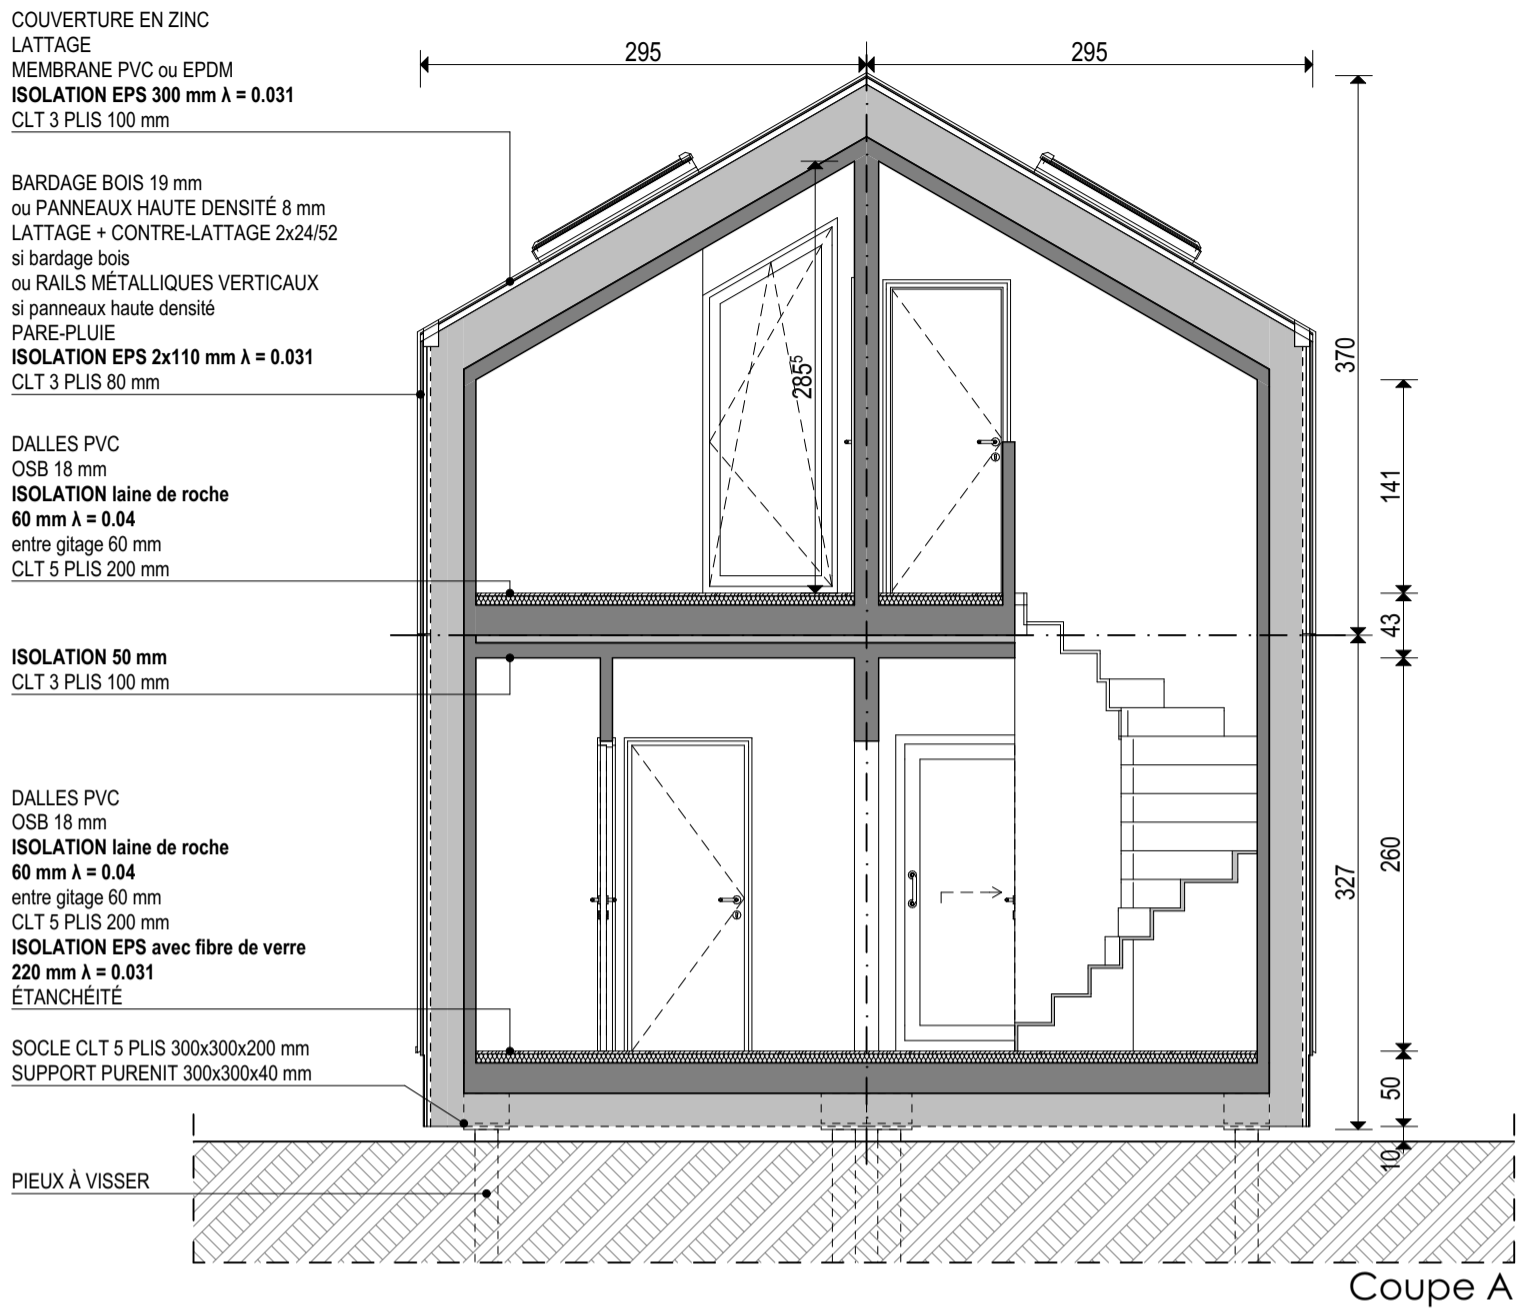 COUVERTURE EN ZINC
LATTAGE
MEMBRANE PVC ou EPDM
ISOLATION EPS 300 mm λ = 0.031
CLT 3 PLIS 100 mm
BARDAGE BOIS 19 mm
ou PANNEAUX HAUTE DENSITÉ 8 mm
LATTAGE + CONTRE-LATTAGE 2x24/52
si bardage bois
ou RAILS MÉTALLIQUES VERTICAUX
si panneaux haute densité
PARE-PLUIE
ISOLATION EPS 2x110 mm λ = 0.031
CLT 3 PLIS 80 mm
DALLES PVC
OSB 18 mm
ISOLATION laine de roche
60 mm λ = 0.04
entre gitage 60 mm
CLT 5 PLIS 200 mm
ISOLATION 50 mm
CLT 3 PLIS 100 mm
DALLES PVC
OSB 18 mm
ISOLATION laine de roche
60 mm λ = 0.04
entre gitage 60 mm
CLT 5 PLIS 200 mm
ISOLATION EPS avec fibre de verre
220 mm λ = 0.031
ÉTANCHÉITÉ
SOCLE CLT 5 PLIS 300x300x200 mm
SUPPORT PURENIT 300x300x40 mm
PIEUX À VISSER
295
295
285⁵
370
327
141
43
260
50
10
Coupe A